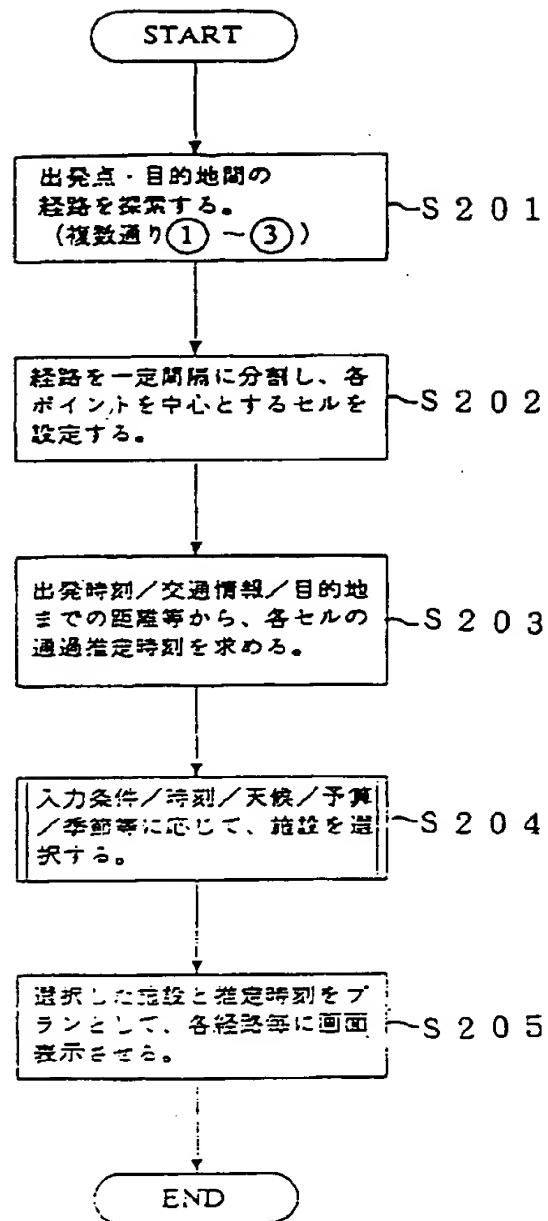 START
出発点・目的地間の
経路を探索する。
(複数通り①～③)
～S201
経路を一定間隔に分割し、各
ポイントを中心とするセルを
設定する。
～S202
出発時刻／交通情報／目的地
までの距離等から、各セルの
通過推定時刻を求める。
～S203
入力条件／時刻／天候／予算
／季節等に応じて、施設を選
択する。
～S204
選択した施設と推定時刻をプ
ランとして、各経路毎に画面
表示させる。
～S205
END